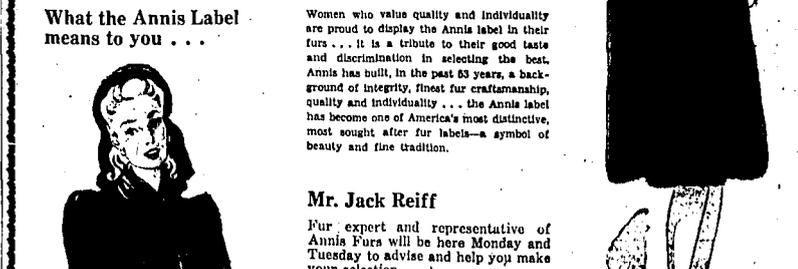 What the Annis Label
means to you . . .
Women who value quality and individuality
are proud to display the Annis label in their
furs . . . it is a tribute to their good taste
and discrimination in selecting the best.
Annis has built, in the past 53 years, a back-
ground of integrity, finest fur craftsmanship,
quality and individuality . . . the Annis label
has become one of America's most distinctive,
most sought after fur labels—a symbol of
beauty and fine tradition.
Mr. Jack Reiff
Fur expert and representative of
Annis Furs will be here Monday and
Tuesday to advise and help you make
your selection